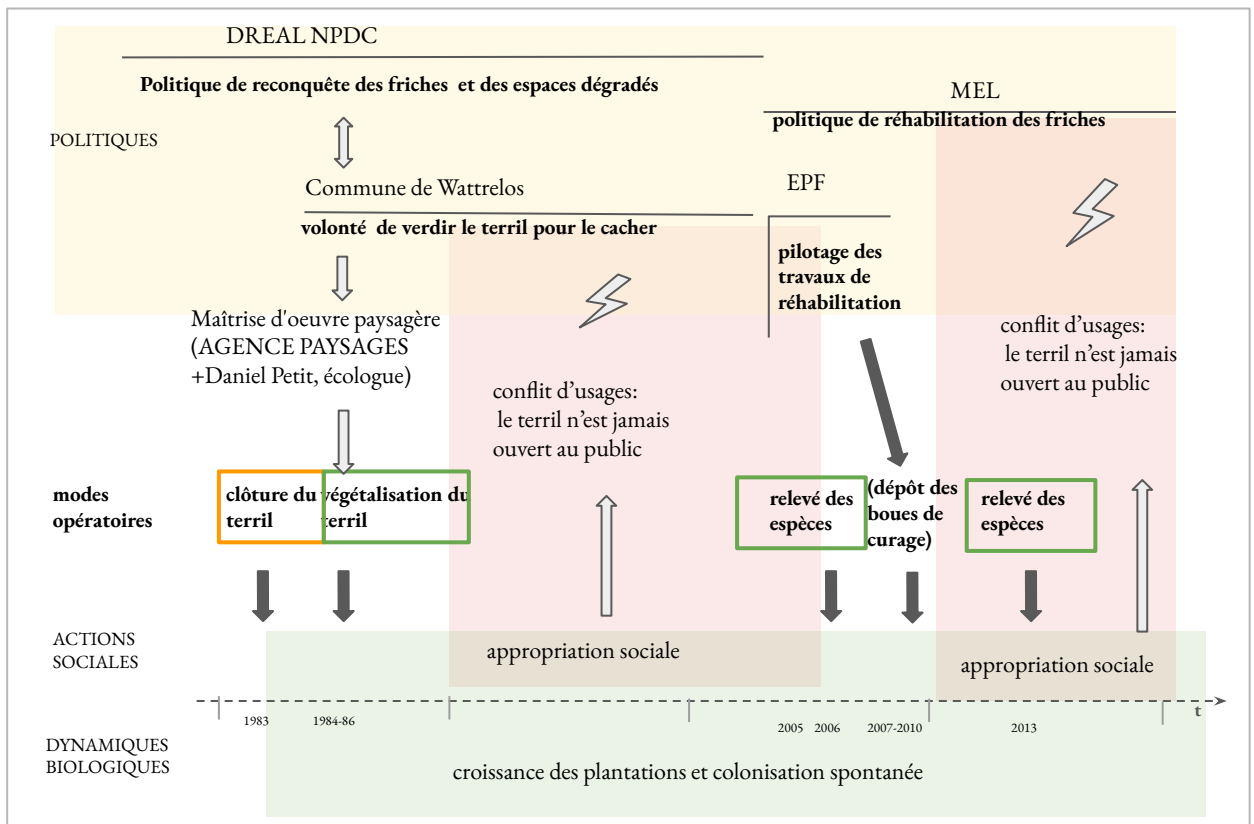 DREAL NPDC
Politique de reconquête des friches et des espaces dégradés
MEL
politique de réhabilitation des friches
POLITIQUES
Commune de Wattrelos
volonté de verdir le terril pour le cacher
EPF
pilotage des
travaux de
réhabilitation
Maîtrise d'oeuvre paysagère
(AGENCE PAYSAGES
+Daniel Petit, écologue)
conflit d'usages:
le terril n'est jamais
ouvert au public
conflit d'usages:
le terril n'est jamais
ouvert au public
modes
opératoires
clôture du
terril
végétalisation du
terril
relevé des
espèces
(dépôt des
boues de
curage)
relevé des
espèces
ACTIONS
SOCIALES
appropriation sociale
appropriation sociale
t
1983
1984-86
2005
2006
2007-2010
2013
DYNAMIQUES
BIOLOGIQUES
croissance des plantations et colonisation spontanée